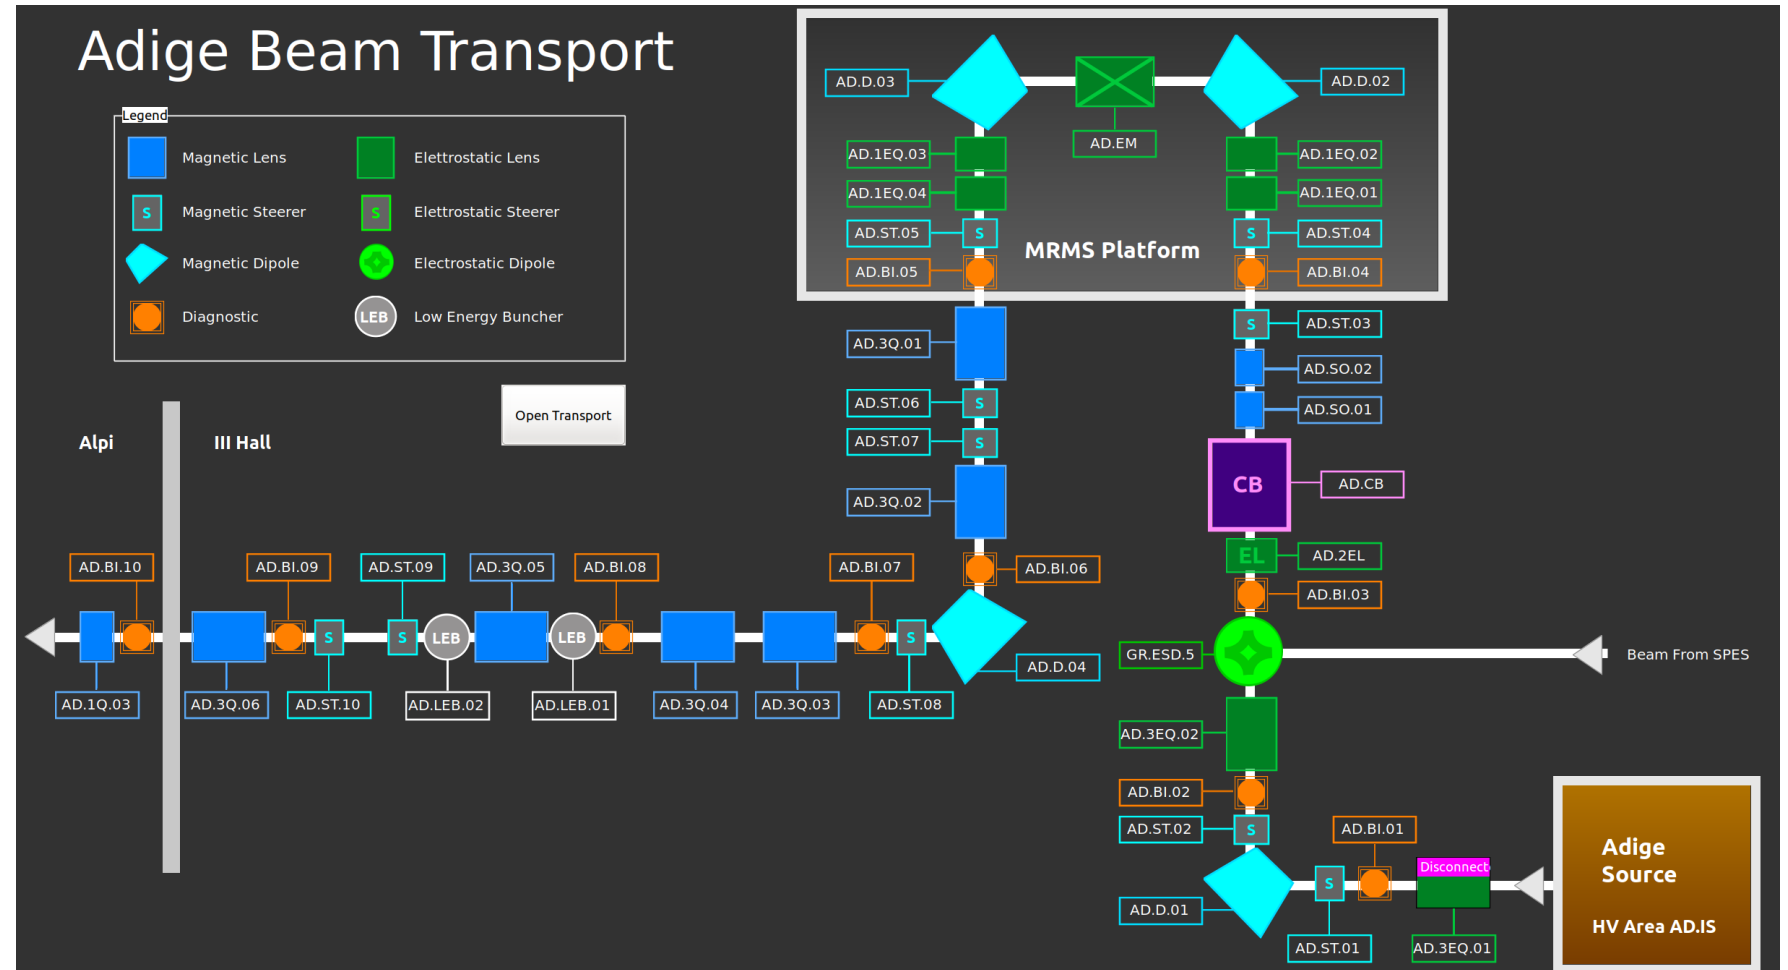 Adige Beam Transport
Legend
Magnetic Lens
Elettrostatic Lens
S
Magnetic Steerer
S
Elettrostatic Steerer
Magnetic Dipole
Electrostatic Dipole
Diagnostic
LEB
Low Energy Buncher
Open Transport
Alpi
III Hall
AD.D.03
AD.D.02
AD.EM
AD.1EQ.03
AD.1EQ.02
AD.1EQ.04
AD.1EQ.01
AD.ST.05
S
S
AD.ST.04
MRMS Platform
AD.BI.05
AD.BI.04
S
AD.ST.03
AD.3Q.01
AD.SO.02
AD.ST.06
S
AD.SO.01
AD.ST.07
S
CB
AD.CB
AD.3Q.02
EL
AD.2EL
AD.BI.06
AD.BI.03
AD.BI.10
AD.BI.09
AD.ST.09
AD.3Q.05
AD.BI.08
AD.BI.07
S
S
LEB
LEB
S
GR.ESD.5
Beam From SPES
AD.D.04
AD.1Q.03
AD.3Q.06
AD.ST.10
AD.LEB.02
AD.LEB.01
AD.3Q.04
AD.3Q.03
AD.ST.08
AD.3EQ.02
AD.BI.02
AD.ST.02
S
AD.BI.01
Disconnect
S
AD.D.01
AD.ST.01
AD.3EQ.01
Adige
Source
HV Area AD.IS